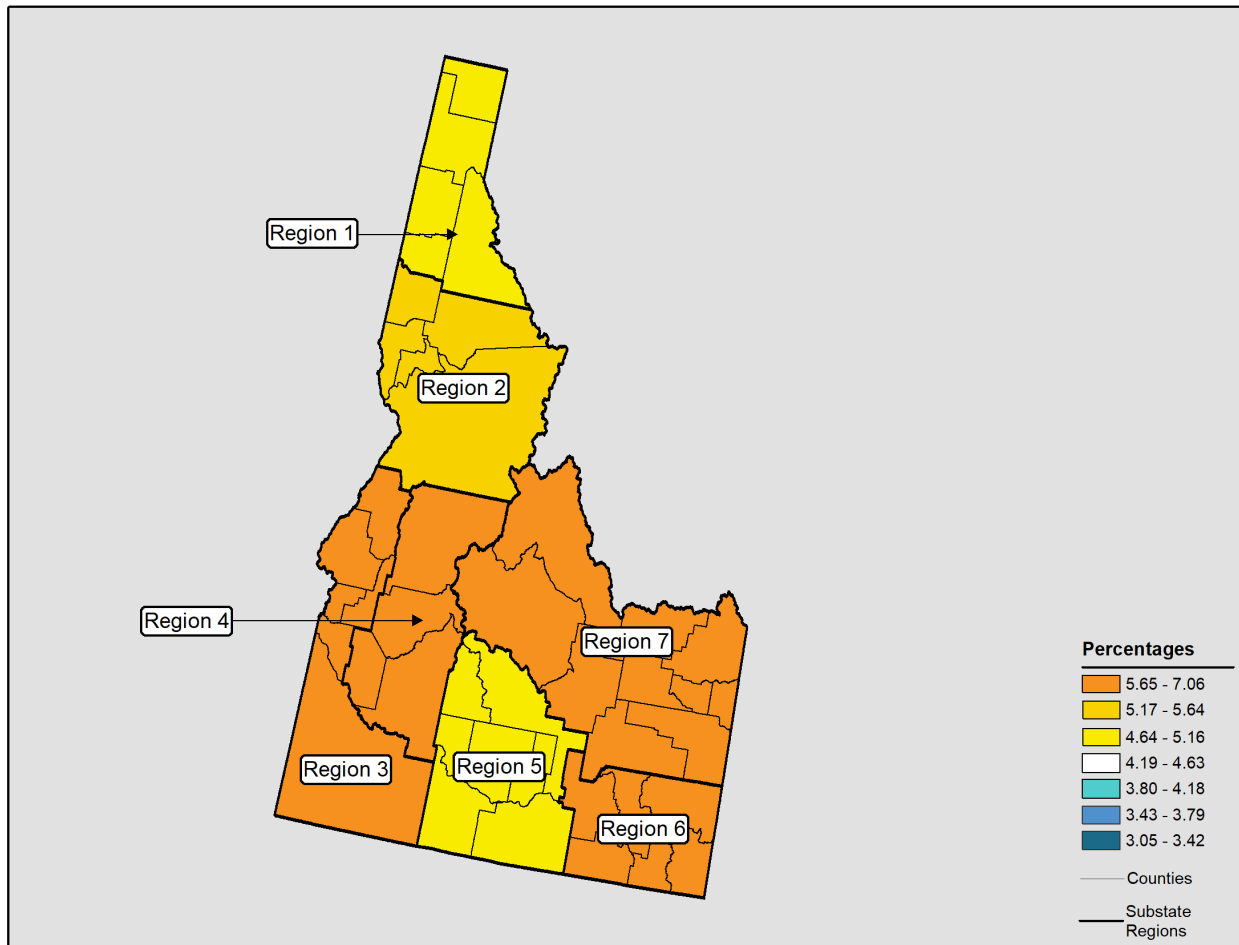 Region 1
Region 2
Region 4
Region 7
Region 3
Region 5
Region 6
Percentages
5.65 - 7.06
5.17 - 5.64
4.64 - 5.16
4.19 - 4.63
3.80 - 4.18
3.43 - 3.79
3.05 - 3.42
Counties
Substate
Regions